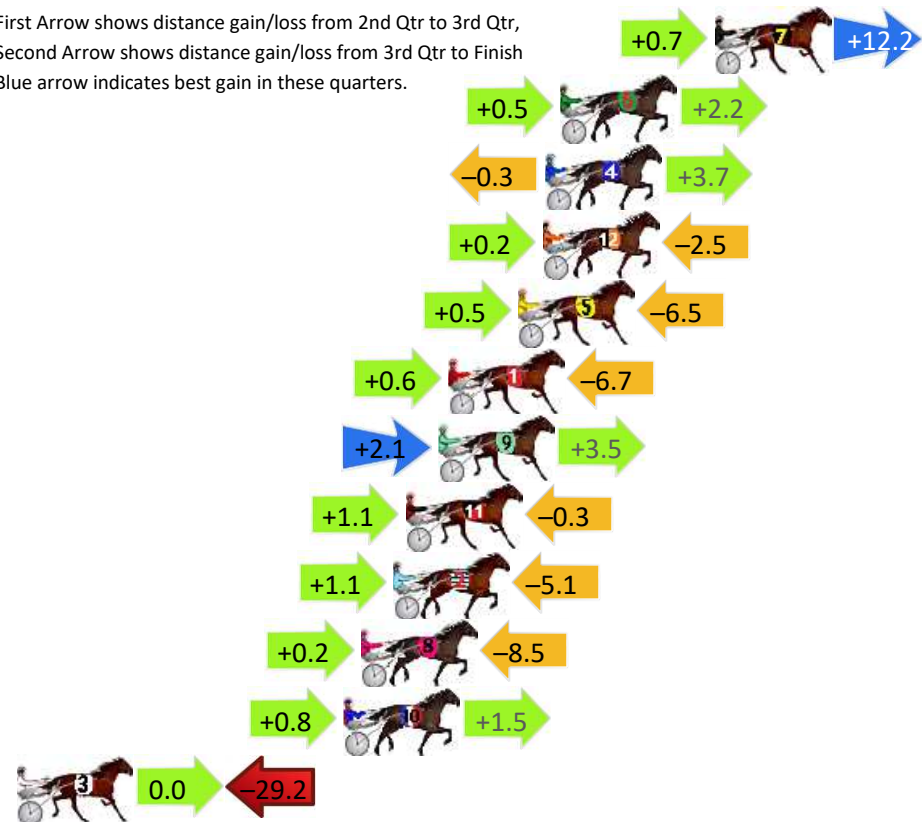 First Arrow shows distance gain/loss from 2nd Qtr to 3rd Qtr,
Second Arrow shows distance gain/loss from 3rd Qtr to Finish
Blue arrow indicates best gain in these quarters.
+0.7 7 +12.2
+0.5 6 +2.2
−0.3 4 +3.7
+0.2 12 −2.5
+0.5 5 −6.5
+0.6 1 −6.7
+2.1 9 +3.5
+1.1 11 −0.3
+1.1 2 −5.1
+0.2 8 −8.5
+0.8 10 +1.5
3 0.0 −29.2